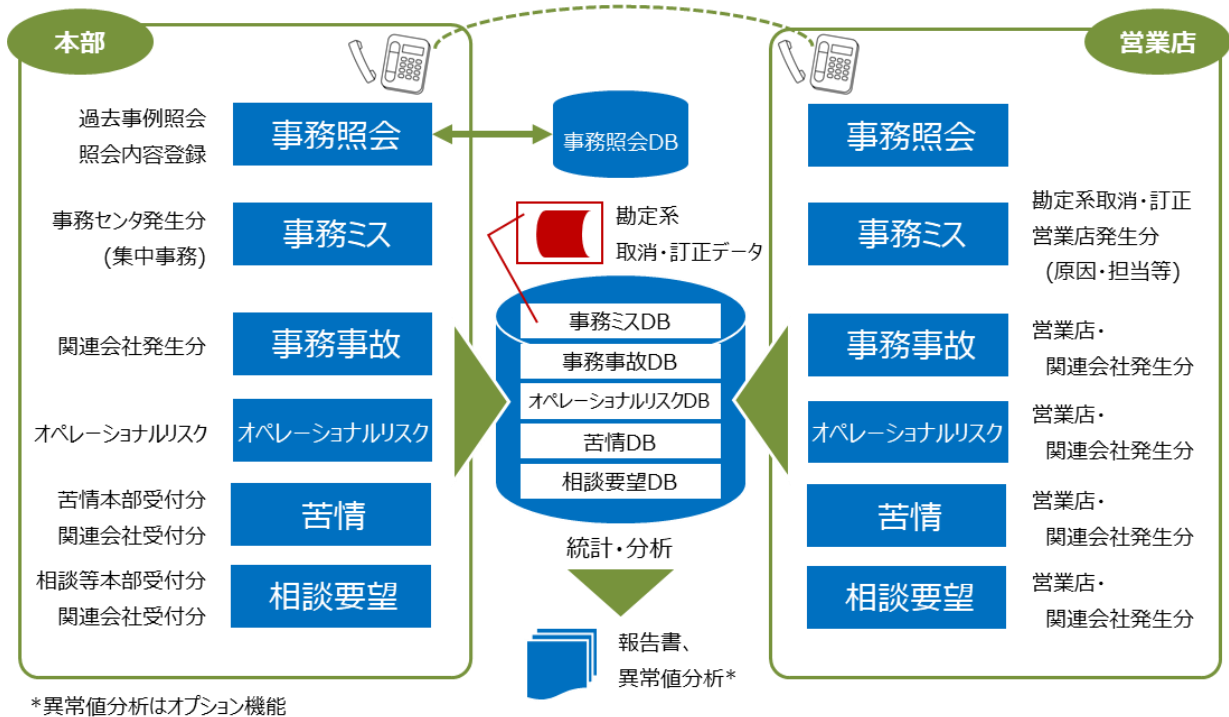 本部
営業店
過去事例照会
照会内容登録
事務照会
事務照会DB
事務照会
事務センタ発生分
(集中事務)
事務ミス
勘定系
取消・訂正データ
事務ミス
勘定系取消・訂正
営業店発生分
(原因・担当等)
関連会社発生分
事務事故
事務ミスDB
事務事故DB
オペレーショナルリスクDB
苦情DB
相談要望DB
事務事故
営業店・
関連会社発生分
オペレーショナルリスク
オペレーショナルリスク
オペレーショナルリスク
営業店・
関連会社発生分
苦情本部受付分
関連会社受付分
苦情
苦情
営業店・
関連会社発生分
統計・分析
相談等本部受付分
関連会社受付分
相談要望
相談要望
営業店・
関連会社発生分
報告書、
異常値分析*
*異常値分析はオプション機能